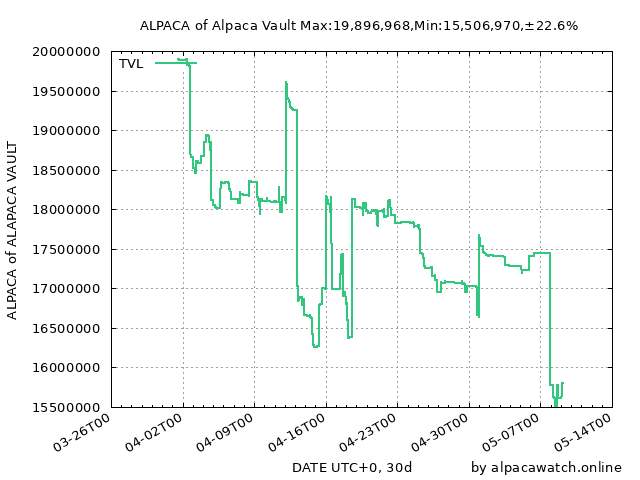 ALPACA of Alpaca Vault Max:19,896,968,Min:15,506,970,±22.6%
20000000
TVL
19500000
19000000
18500000
18000000
17500000
17000000
16500000
16000000
15500000
ALPACA of ALAPACA VAULT
03-26T00
04-02T00
04-09T00
04-16T00
04-23T00
04-30T00
05-07T00
05-14T00
DATE UTC+0, 30d
by alpacawatch.online